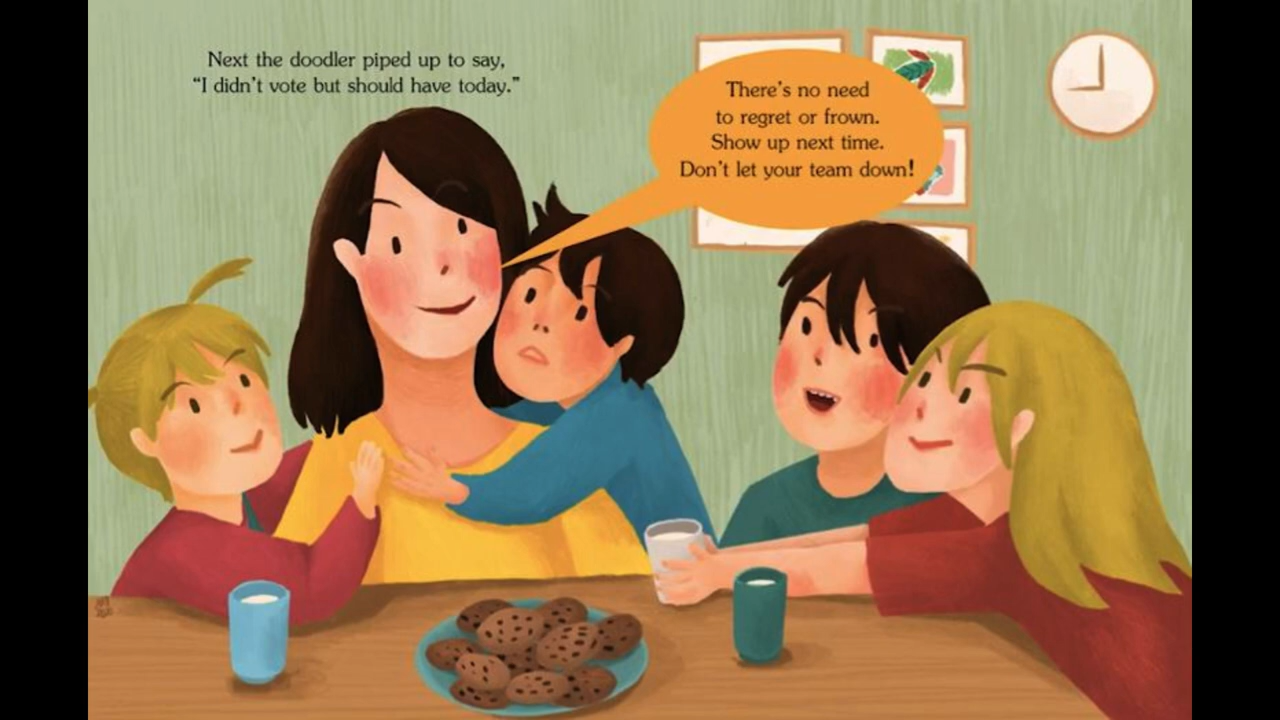 Next the doodler piped up to say,
“I didn’t vote but should have today.”
There’s no need
to regret or frown.
Show up next time.
Don’t let your team down!